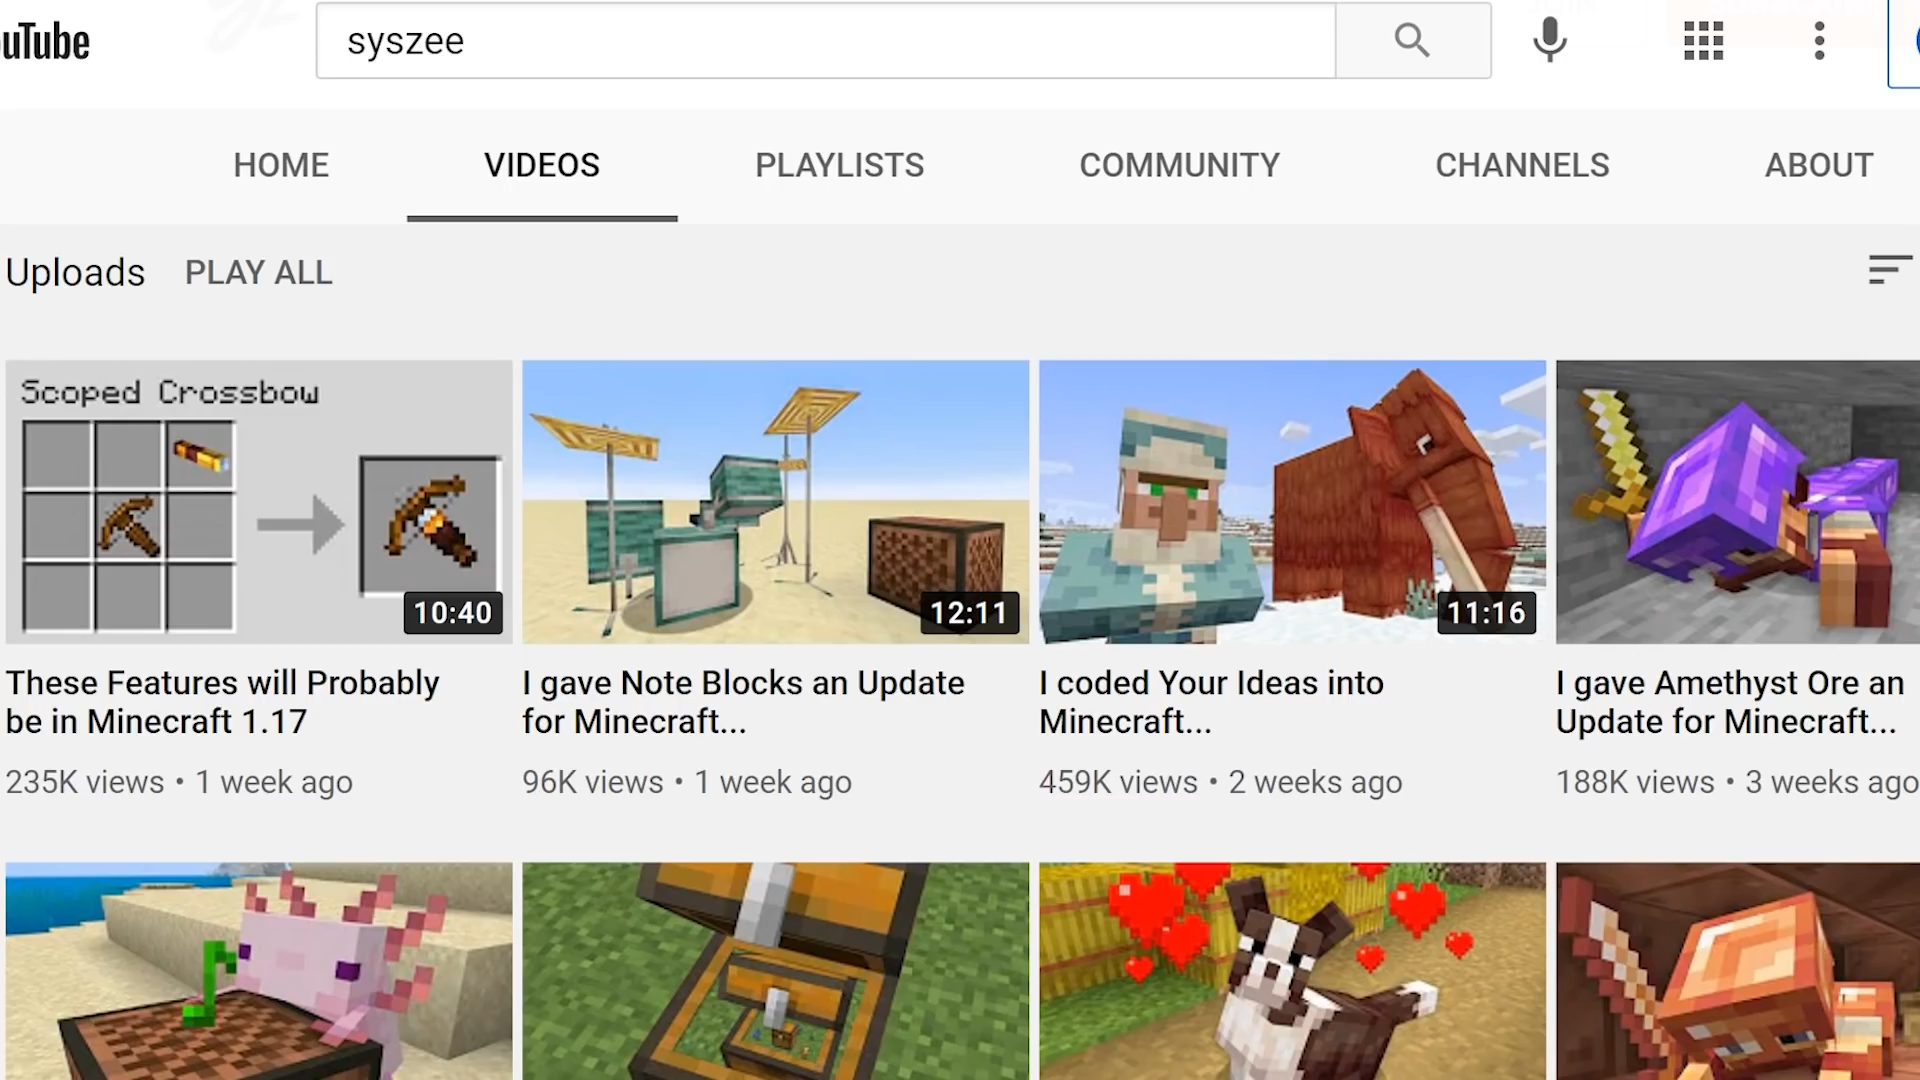 uTube
syszee
HOME VIDEOS PLAYLISTS COMMUNITY CHANNELS ABOUT
Uploads PLAY ALL
Scoped Crossbow
10:40
12:11
11:16
These Features will Probably
be in Minecraft 1.17
235K views • 1 week ago
I gave Note Blocks an Update
for Minecraft...
96K views • 1 week ago
I coded Your Ideas into
Minecraft...
459K views • 2 weeks ago
I gave Amethyst Ore an
Update for Minecraft...
188K views • 3 weeks ago